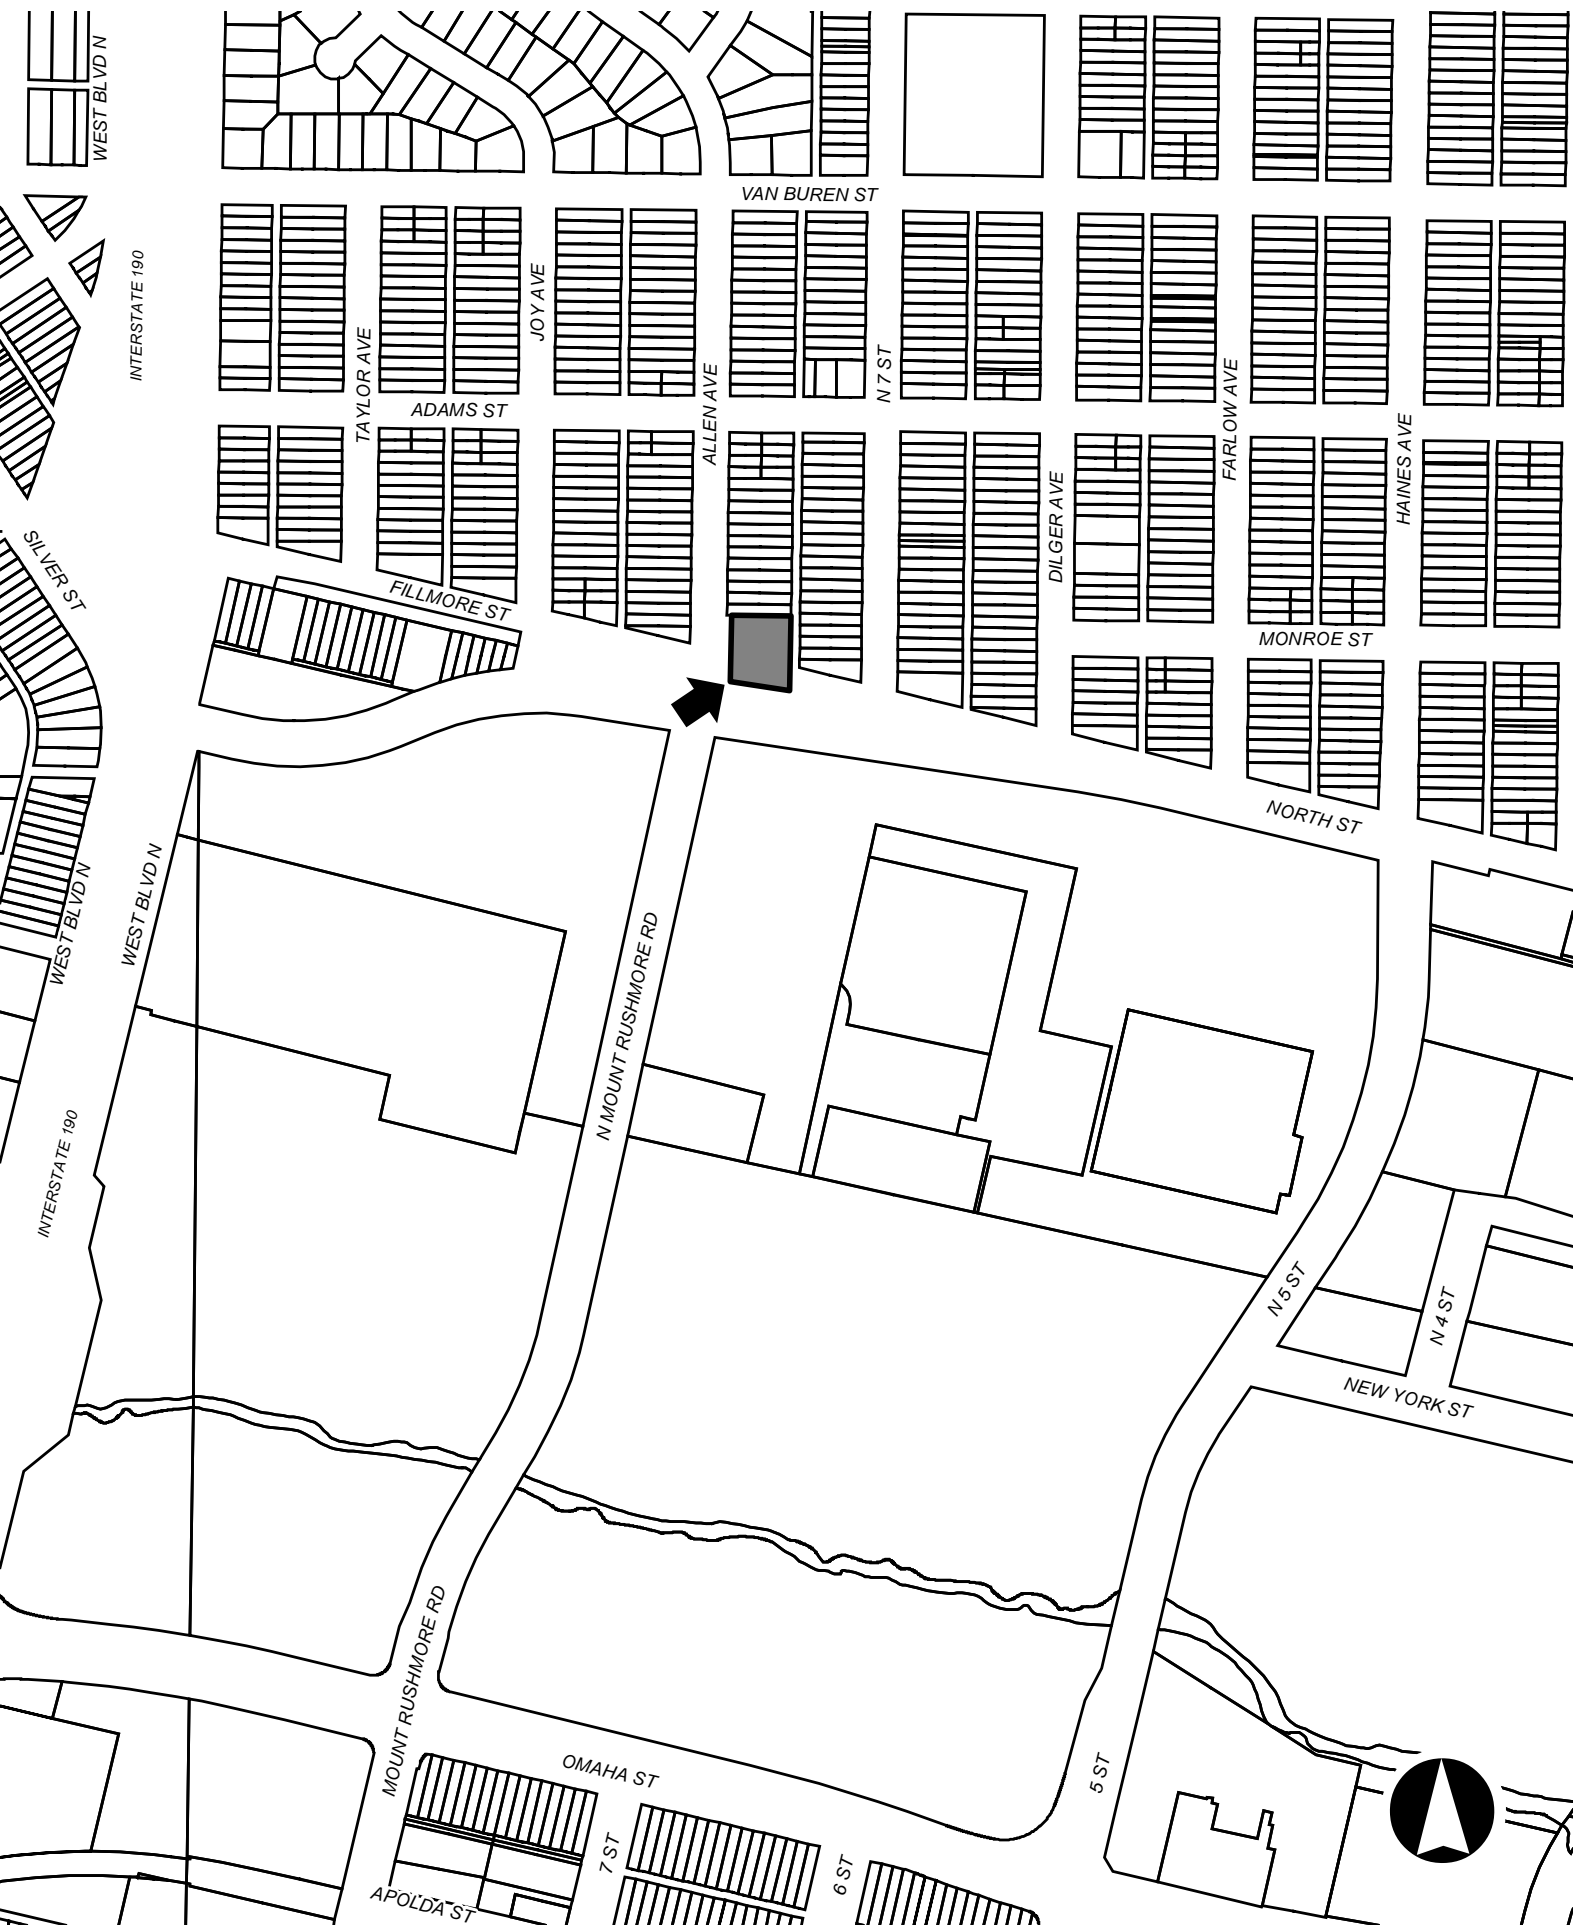 WEST BLVD N
VAN BUREN ST
INTERSTATE 190
JOY AVE
TAYLOR AVE
N 7 ST
ALLEN AVE
FARLOW AVE
ADAMS ST
HAINES AVE
DILGER AVE
SILVER ST
FILLMORE ST
MONROE ST
NORTH ST
WEST BLVD N
WEST BLVD N
N MOUNT RUSHMORE RD
INTERSTATE 190
N 5 ST
N 4 ST
NEW YORK ST
MOUNT RUSHMORE RD
OMAHA ST
5 ST
7 ST
6 ST
APOLDA ST